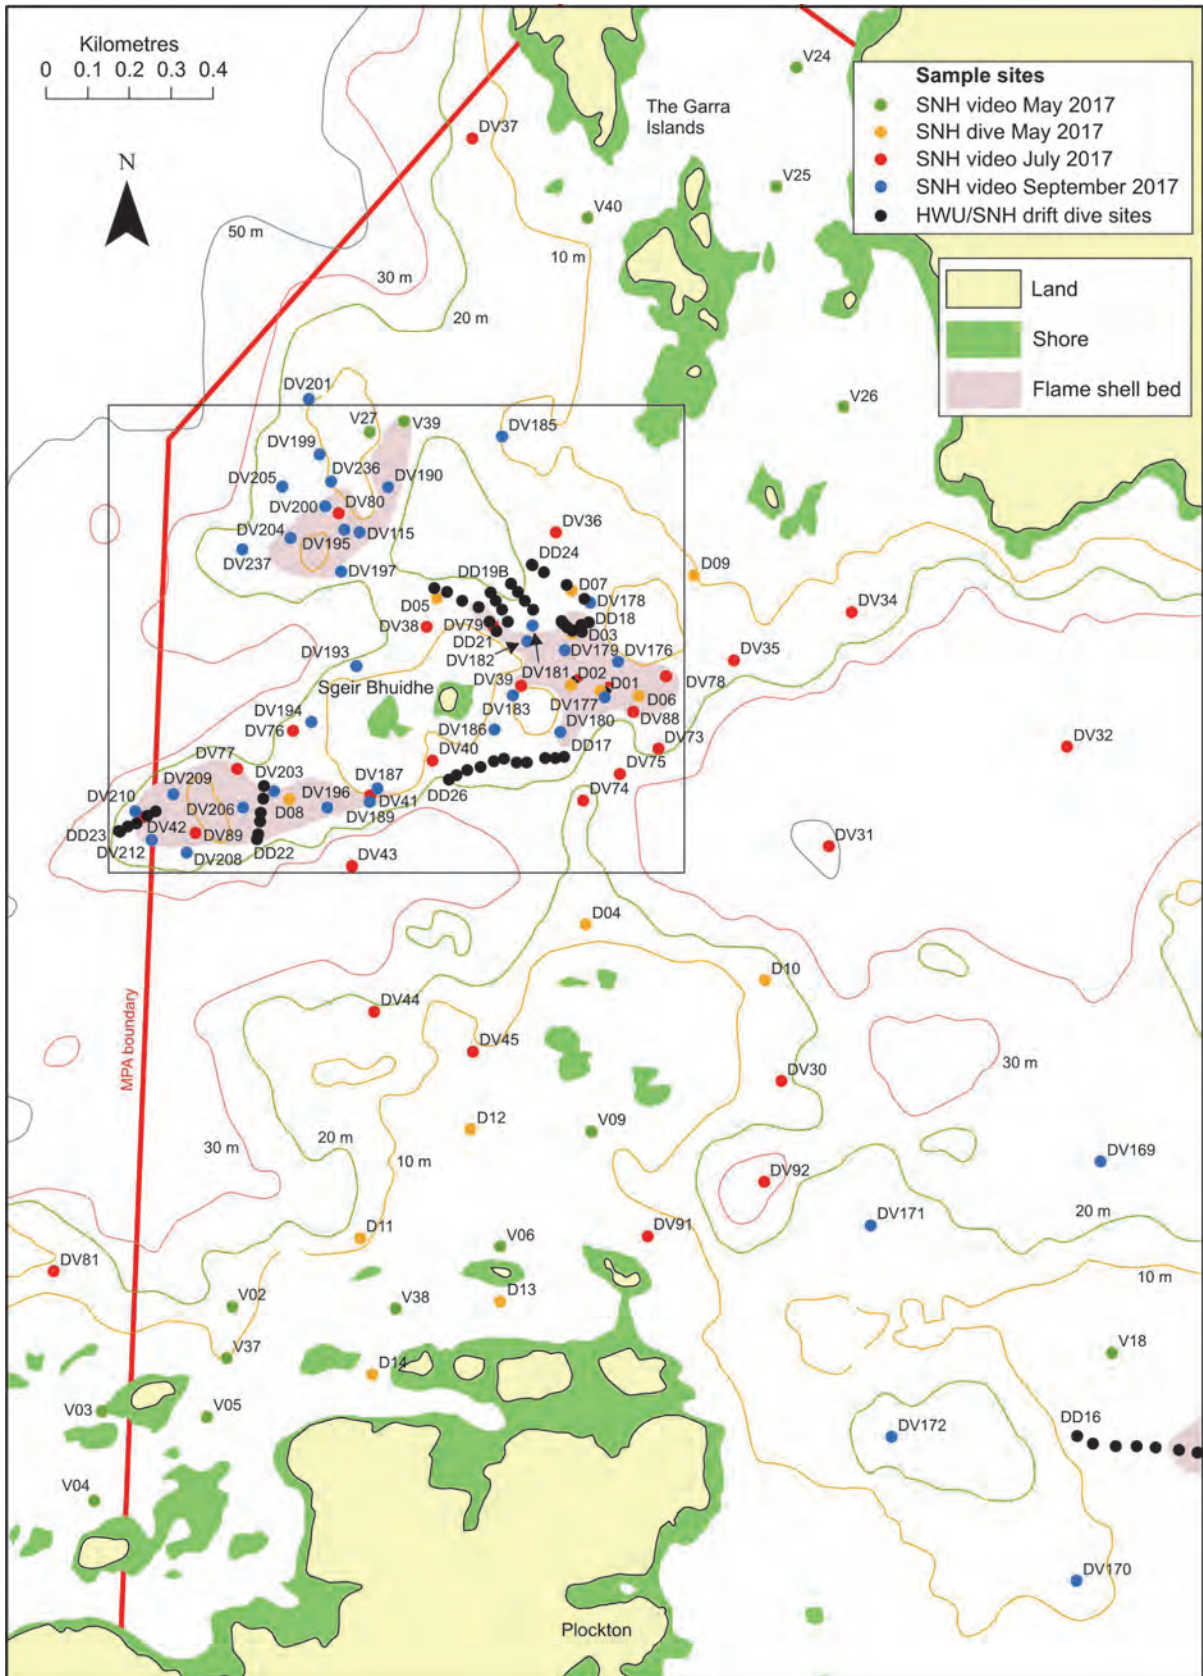 Kilometres
0 0.1 0.2 0.3 0.4
N
The Garra
Islands
V24
Sample sites
SNH video May 2017
SNH dive May 2017
SNH video July 2017
SNH video September 2017
HWU/SNH drift dive sites
Land
Shore
Flame shell bed
DV37
V25
V40
50 m
10 m
30 m
20 m
DV201
V27
V39
V26
DV185
DV199
DV236
DV205
DV190
DV200
DV80
DV36
DV204
DV195
DV115
DD24
DV237
DV197
DD19B
D07
D09
D05
DV178
DV34
DV38
DV79
DD18
DD21
D03
DV182
DV179
DV176
DV35
DV193
DV181
D02
DV39
D01
DV78
Sgeir Bhuidhe
DV183
DV177
D06
DV194
DV180
DV88
DV76
DV186
DD17
DV73
DV32
DV40
DV75
DV77
DV203
DV187
DV209
DV196
DD26
DV74
DV210
DV206
D08
DV41
DV189
DD23
DV42
DV89
DV212
DV208
DD22
DV31
DV43
D04
D10
DV44
MPA boundary
DV45
30 m
DV30
D12
V09
20 m
30 m
10 m
DV169
DV92
DV171
20 m
D11
V06
DV91
DV81
10 m
V02
V38
D13
V37
V18
D14
V03
V05
DV172
DD16
V04
DV170
Plockton